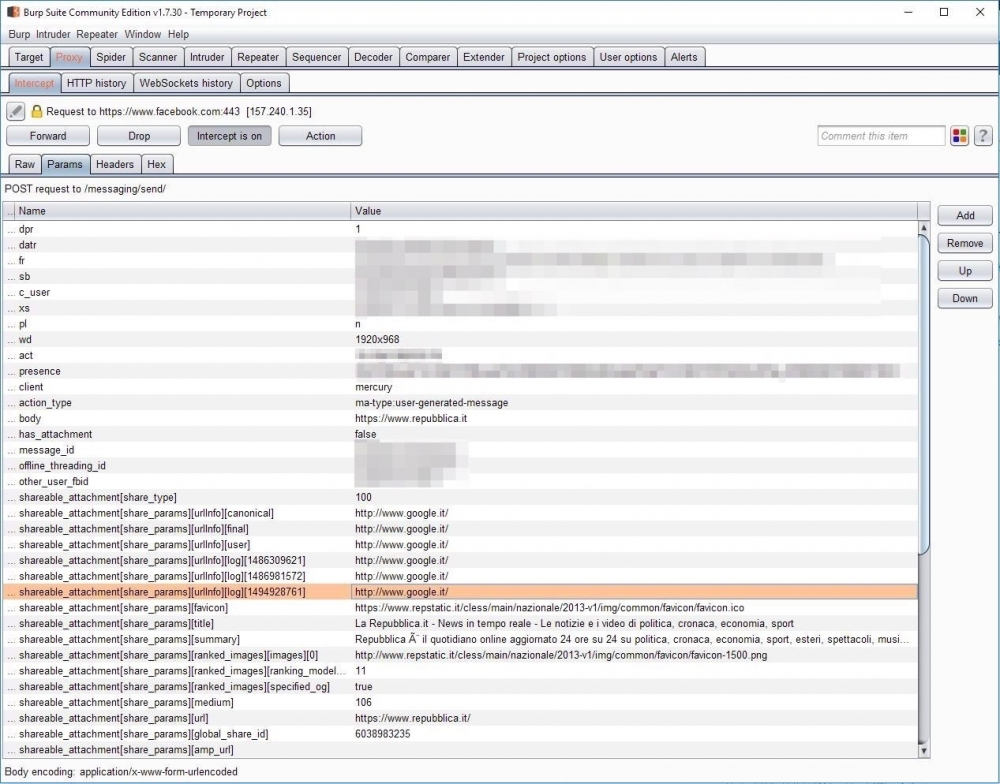 Burp Suite Community Edition v1.7.30 - Temporary Project
Burp Intruder Repeater Window Help
Target Proxy Spider Scanner Intruder Repeater Sequencer Decoder Comparer Extender Project options User options Alerts
Intercept HTTP history WebSockets history Options
Request to https://www.facebook.com:443 [157.240.1.35]
Forward Drop Intercept is on Action Comment this item ?
Raw Params Headers Hex
POST request to /messaging/send/
... Name Value
... dpr 1
... datr
... fr
... sb
... c_user
... xs
... pl n
... wd 1920x968
... act
... presence
... client mercury
... action_type ma-type:user-generated-message
... body https://www.repubblica.it
... has_attachment false
... message_id
... offline_threading_id
... other_user_fbid
... shareable_attachment[share_type] 100
... shareable_attachment[share_params][urlInfo][canonical] http://www.google.it/
... shareable_attachment[share_params][urlInfo][final] http://www.google.it/
... shareable_attachment[share_params][urlInfo][user] http://www.google.it/
... shareable_attachment[share_params][urlInfo][log][1486309621] http://www.google.it/
... shareable_attachment[share_params][urlInfo][log][1486981572] http://www.google.it/
... shareable_attachment[share_params][urlInfo][log][1494928761] http://www.google.it/
... shareable_attachment[share_params][favicon] https://www.repstatic.it/cless/main/nazionale/2013-v1/img/common/favicon/favicon.ico
... shareable_attachment[share_params][title] La Repubblica.it - News in tempo reale - Le notizie e i video di politica, cronaca, economia, sport
... shareable_attachment[share_params][summary] Repubblica Ã¨ il quotidiano online aggiornato 24 ore su 24 su politica, cronaca, economia, sport, esteri, spettacoli, musi...
... shareable_attachment[share_params][ranked_images][images][0] http://www.repstatic.it/cless/main/nazionale/2013-v1/img/common/favicon/favicon-1500.png
... shareable_attachment[share_params][ranked_images][ranking_model... 11
... shareable_attachment[share_params][ranked_images][specified_og] true
... shareable_attachment[share_params][medium] 106
... shareable_attachment[share_params][url] https://www.repubblica.it/
... shareable_attachment[share_params][global_share_id] 6038983235
... shareable_attachment[share_params][amp_url]
Add
Remove
Up
Down
Body encoding: application/x-www-form-urlencoded